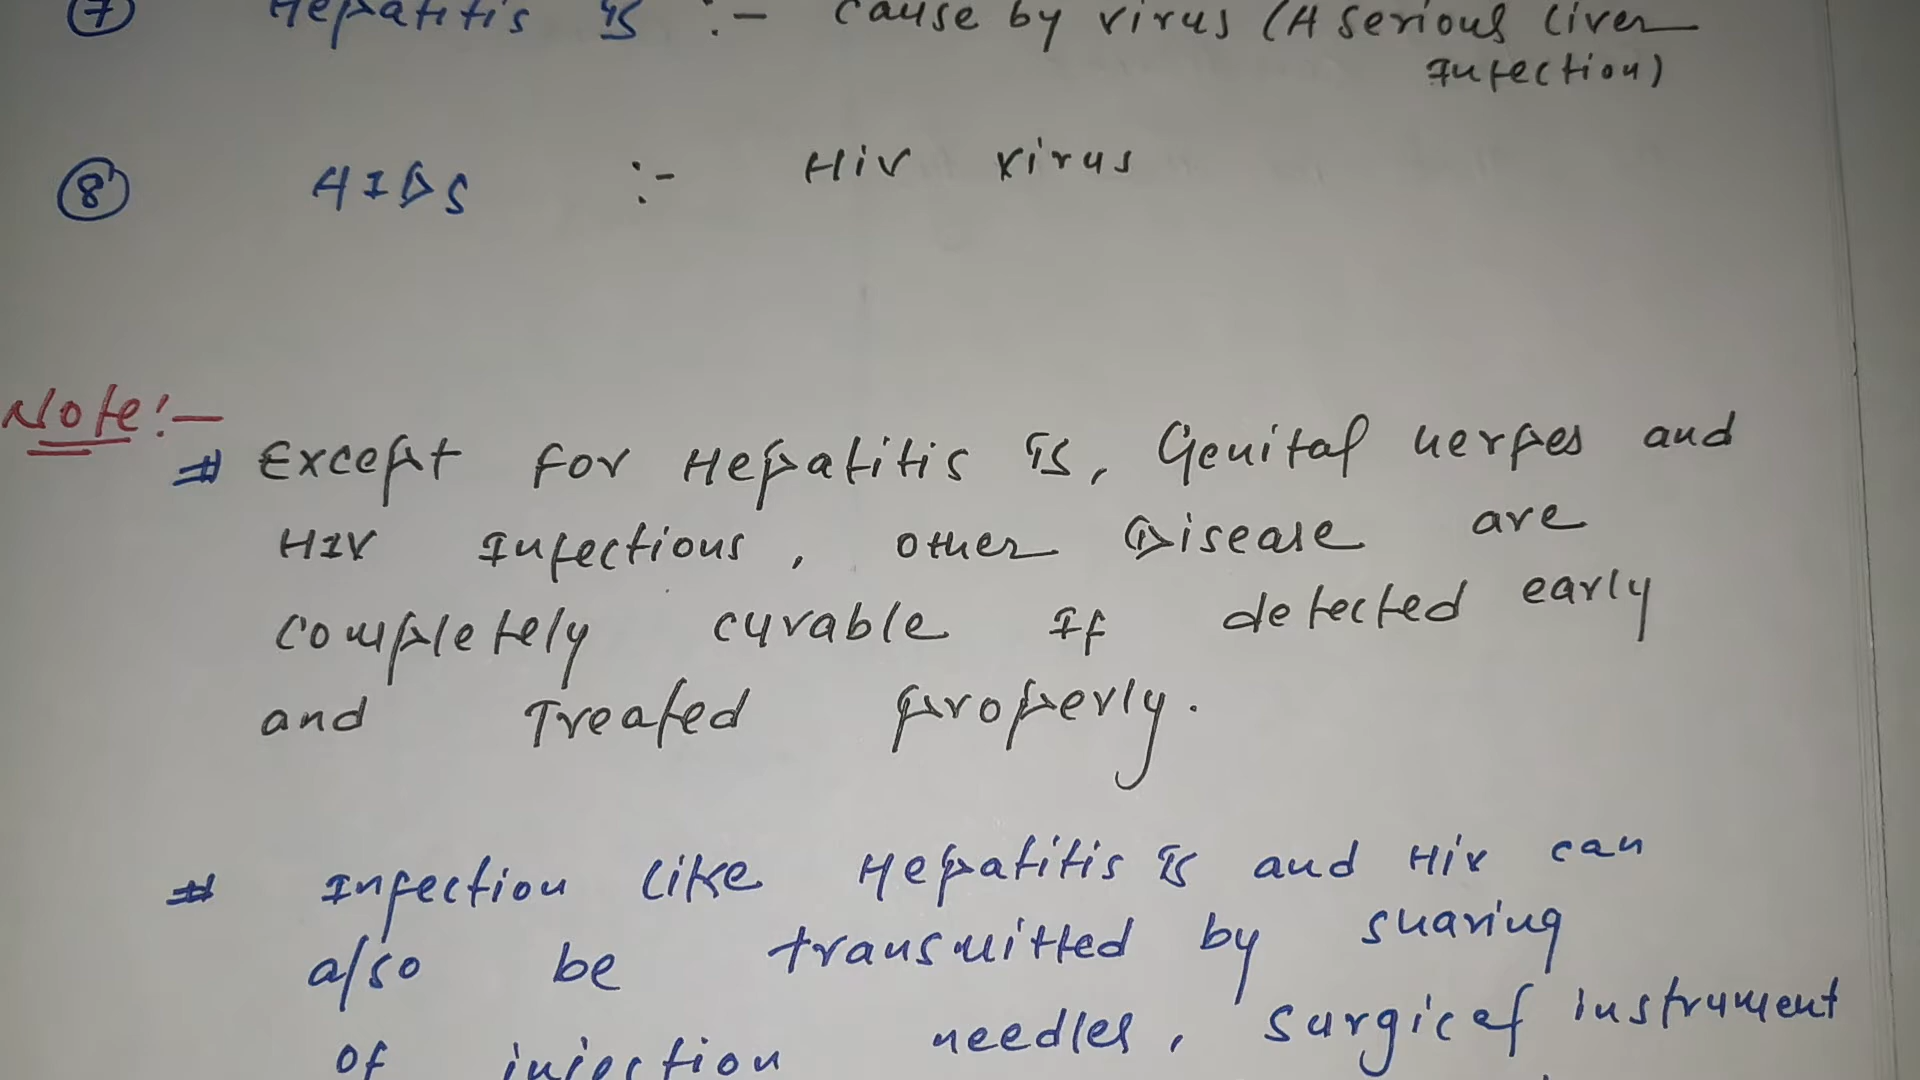 7 Hepatitis B :- cause by virus (A serious liver
Infection)
8 AIDS :- Hiv virus
Note:-
# Except for Hepatitis B, Genital herpes and
HIV Infections, other Disease are
completely curable If detected early
and Treated properly.
# Infection like Hepatitis B and Hiv can
also be transmitted by sharing
of injection needles, surgical instrument